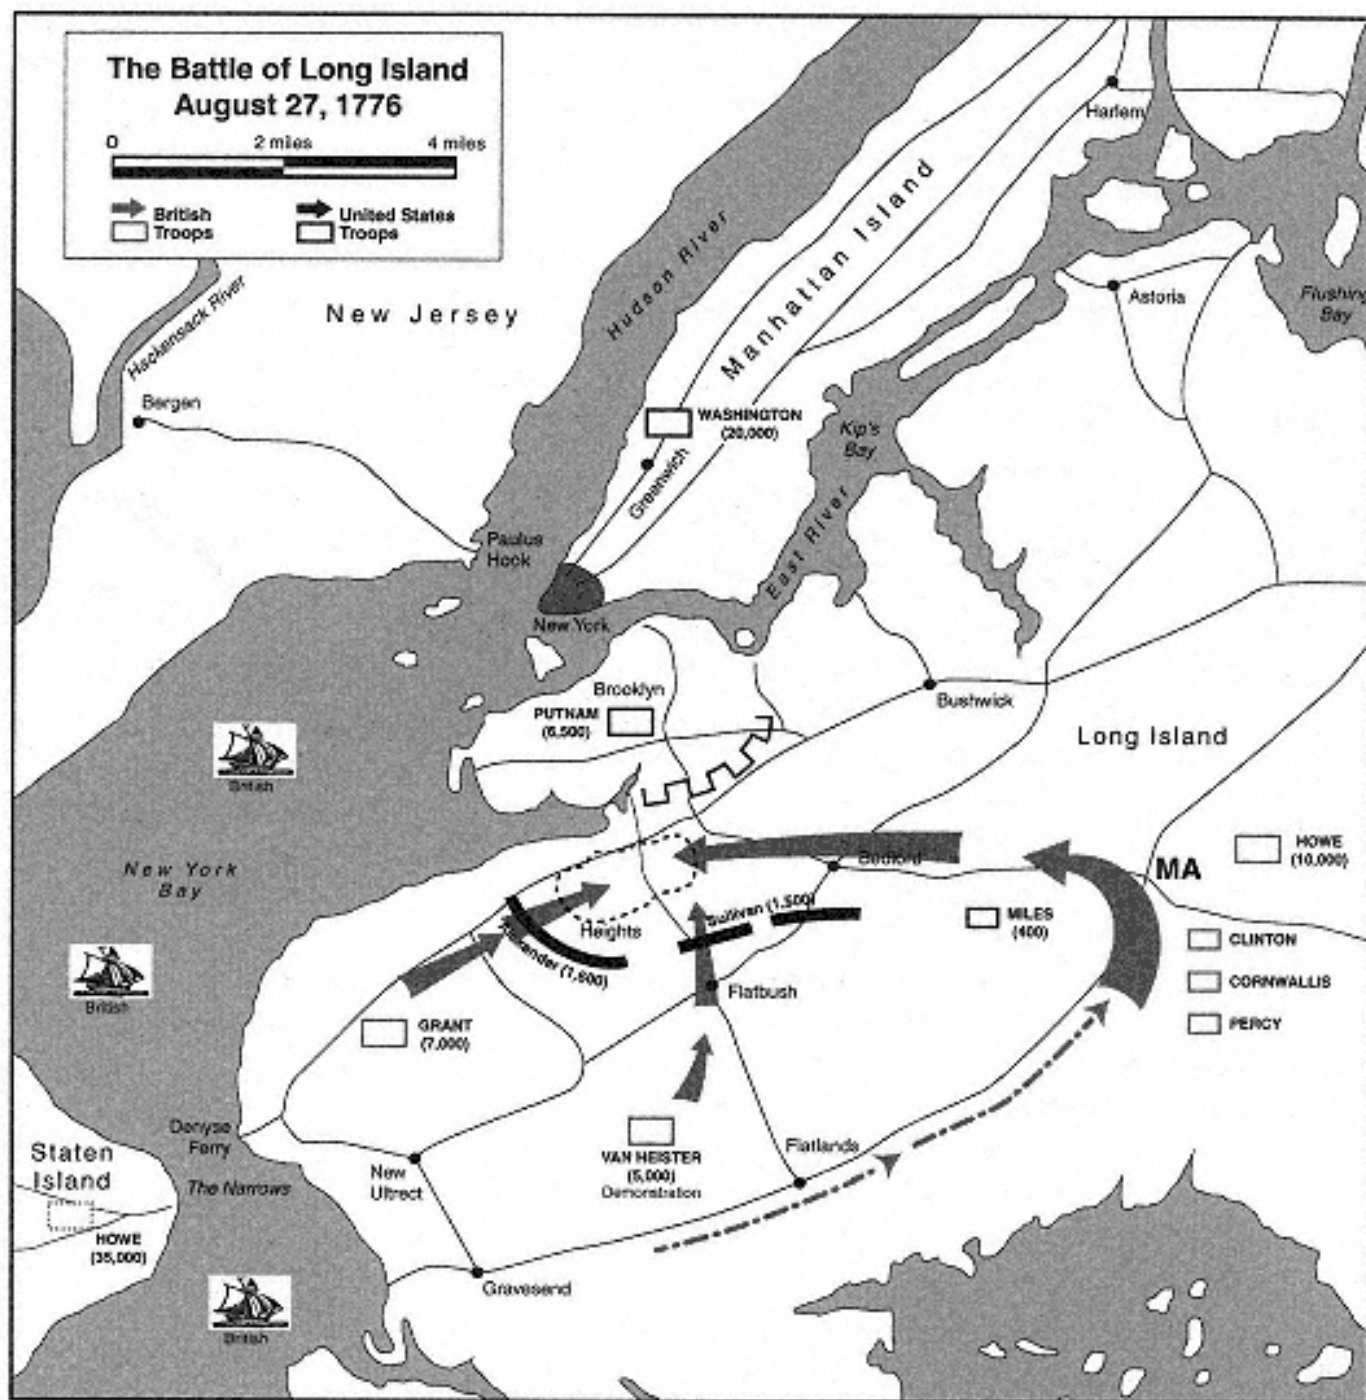 The Battle of Long Island
August 27, 1776
0 2 miles 4 miles
British
Troops
United States
Troops
Harlem
Hudson River
Manhatian Island
Hackensack River
New Jersey
Astoria
Flushing
Bay
Bergen
WASHINGTON
(20,000)
Kip's
Bay
Greenwich
Paulus
Hook
East River
New York
Brooklyn
PUTNAM
(6,500)
Bushwick
Long Island
British
New York
Bay
Bedford
MA
HOWE
(10,000)
Sullivan (1,500)
MILES
(400)
Heights
CLINTON
British
Flatbush
CORNWALLIS
GRANT
(7,000)
PERCY
Denyse
Ferry
Staten
Island
VAN HEISTER
(5,000)
Demonstration
Flatlands
New
Ultrect
The Narrows
HOWE
(35,000)
Gravesend
British